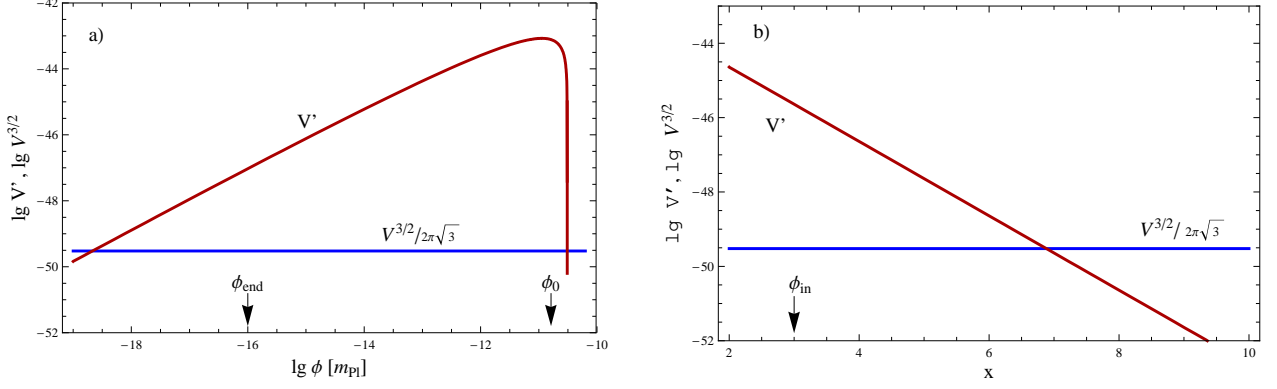 a)
lg V' , lg V^{3/2}
−42
−44
−46
−48
−50
−52
V'
V^{3/2}/2π√3
ϕ_end
ϕ_0
−18
−16
−14
−12
−10
lg ϕ [m_Pl]
b)
lg V' , lg V^{3/2}
−44
−46
−48
−50
−52
V'
V^{3/2}/ 2π√3
ϕ_in
2
4
6
8
10
x